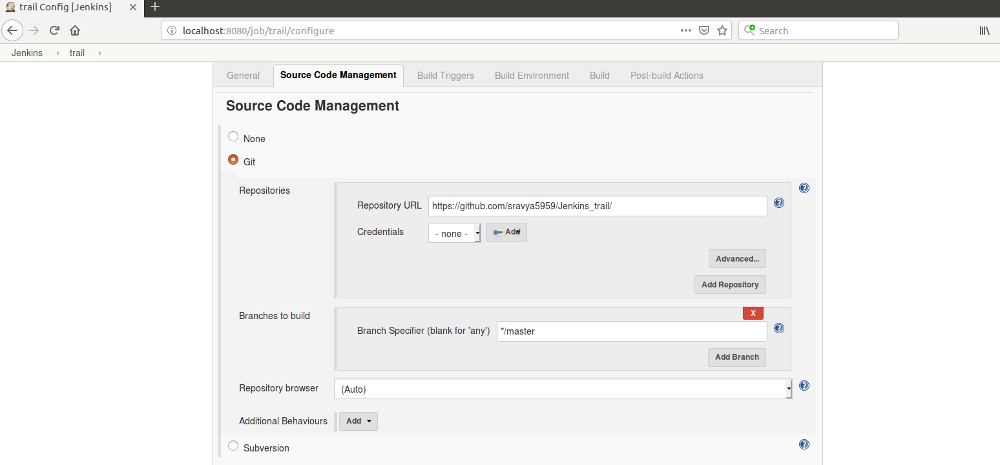 trail Config [Jenkins]
localhost:8080/job/trail/configure
Search
Jenkins trail
General Source Code Management Build Triggers Build Environment Build Post-build Actions
Source Code Management
None
Git
Repositories
Repository URL https://github.com/sravya5959/Jenkins_trail/
Credentials - none - Add
Advanced...
Add Repository
Branches to build
X
Branch Specifier (blank for 'any') */master
Add Branch
Repository browser (Auto)
Additional Behaviours Add
Subversion